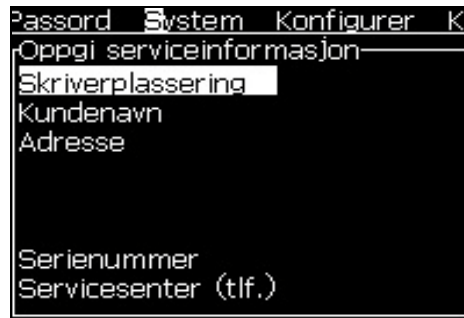 Passord System Konfigurer K
Oppgi serviceinformasjon
Skriverplassering
Kundenavn
Adresse
Serienummer
Servicesenter (tlf.)